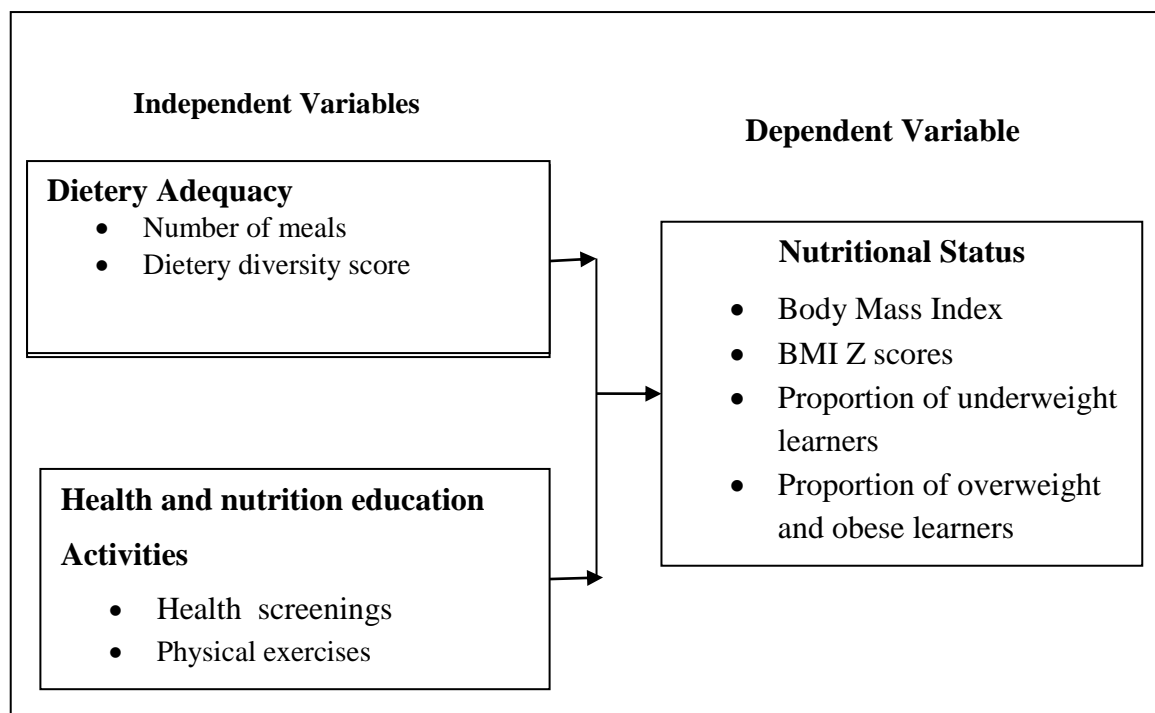 Independent Variables
Dependent Variable
Dietery Adequacy
• Number of meals
• Dietery diversity score
Health and nutrition education
Activities
• Health screenings
• Physical exercises
Nutritional Status
• Body Mass Index
• BMI Z scores
• Proportion of underweight
learners
• Proportion of overweight
and obese learners